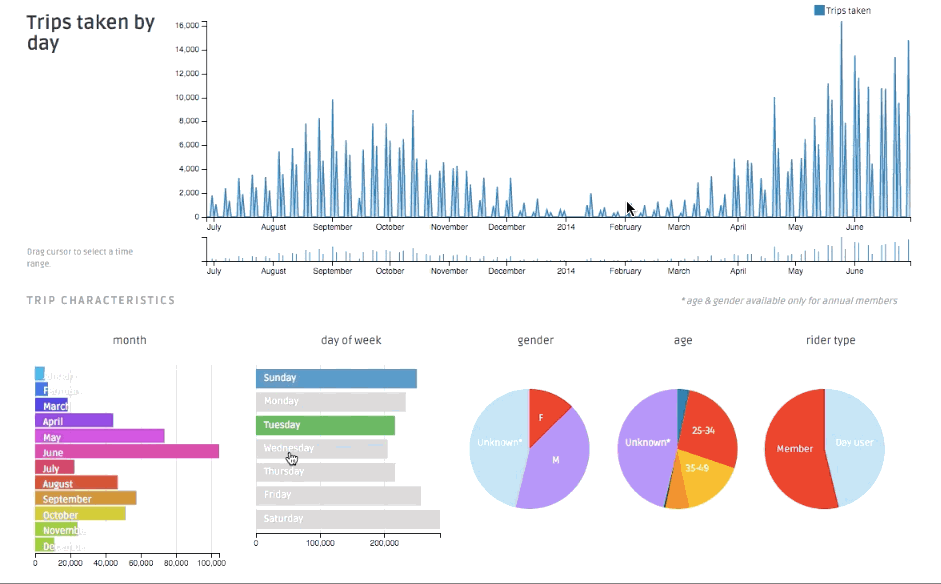 Trips taken by
day
Trips taken
16,000
14,000
12,000
10,000
8,000
6,000
4,000
2,000
0
July August September October November December 2014 February March April May June
Drag cursor to select a time
range.
July August September October November December 2014 February March April May June
TRIP CHARACTERISTICS
* age & gender available only for annual members
month day of week gender age rider type
March
April
May
June
July
August
September
October
Novemb
De
0 20,000 40,000 60,000 80,000 100,000
Sunday
Monday
Tuesday
Wednesday
Thursday
Friday
Saturday
0 100,000 200,000
F
Unknown*
M
25-34
Unknown*
35-49
Member Day user